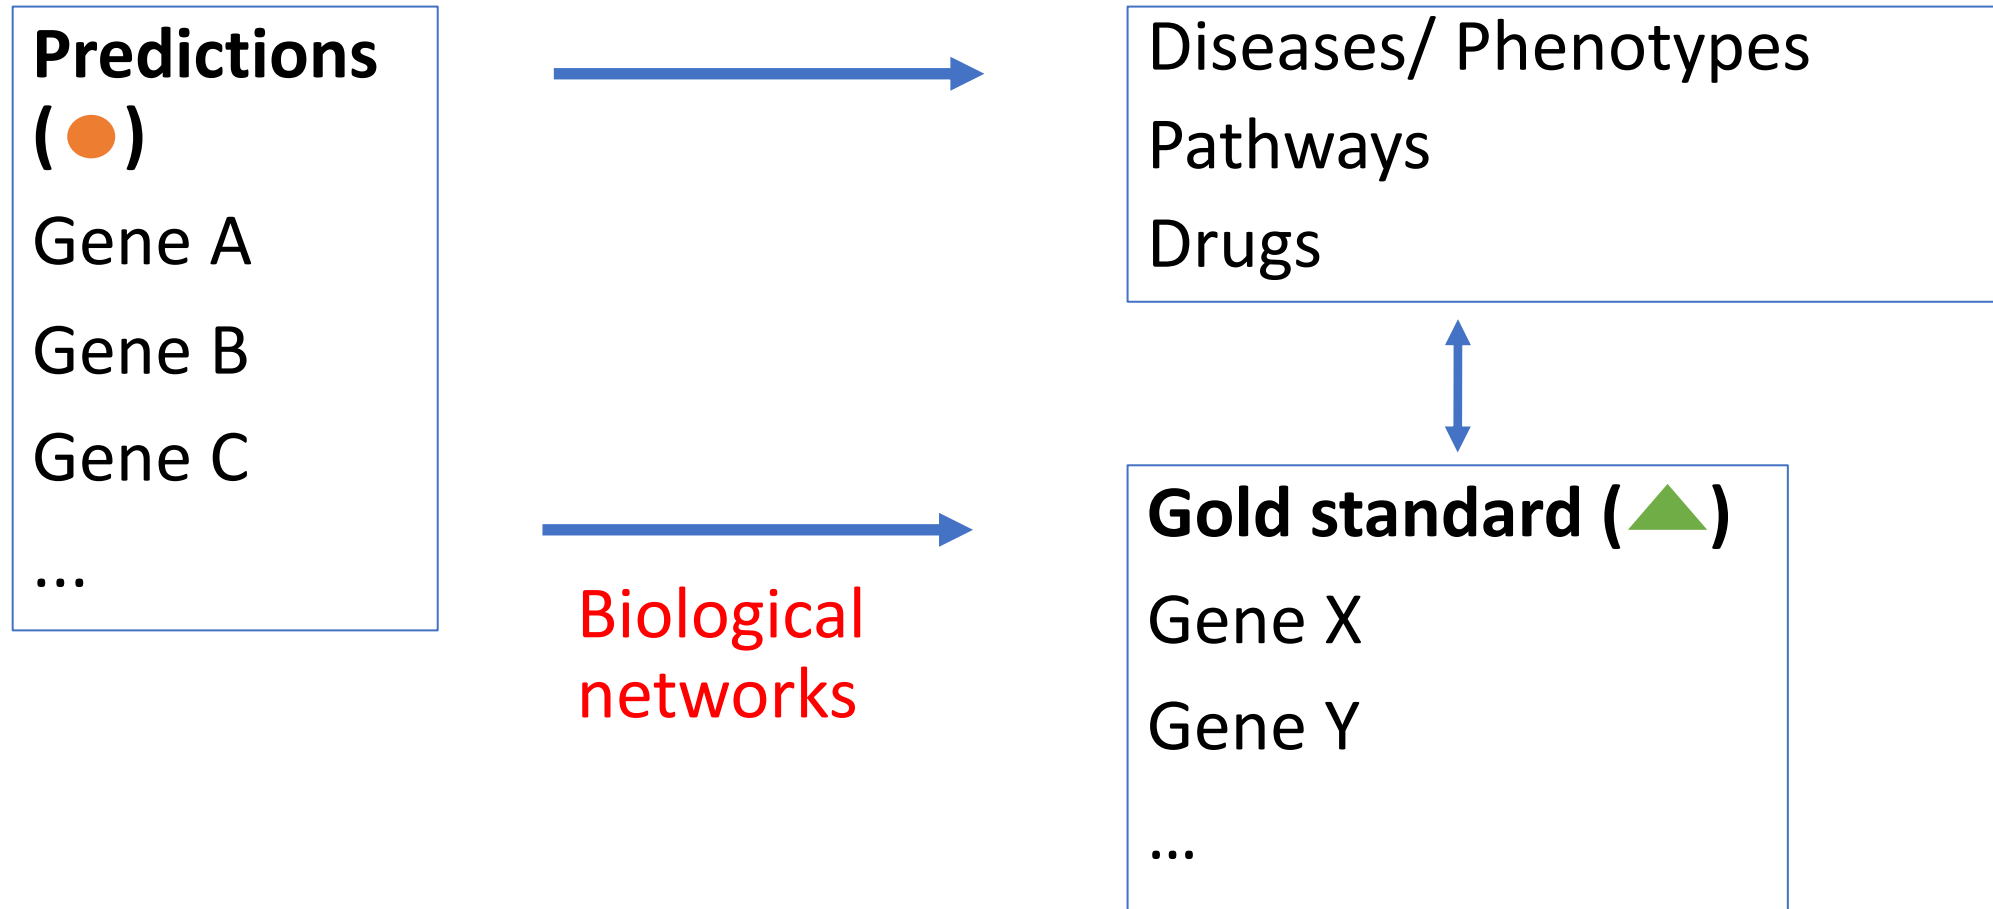 Predictions
( )
Gene A
Gene B
Gene C
...
Diseases/ Phenotypes
Pathways
Drugs
Biological
networks
Gold standard ( )
Gene X
Gene Y
...